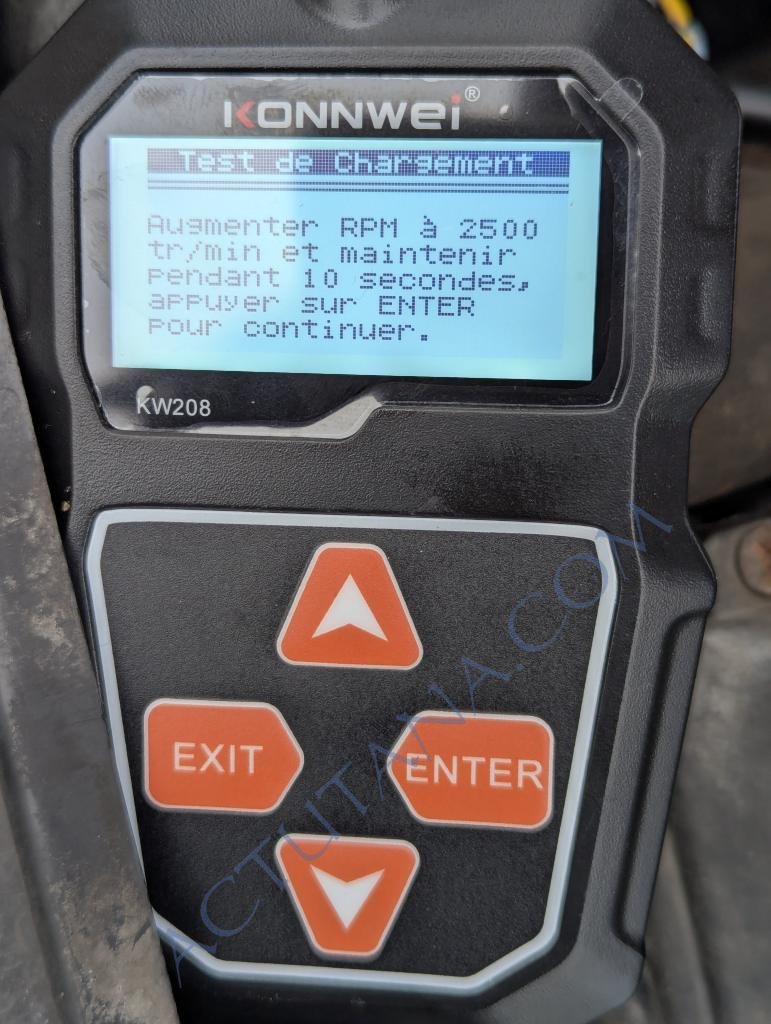 KONNWEI®
Test de Chargement
Augmenter RPM à 2500
tr/min et maintenir
pendant 10 secondes,
appuyer sur ENTER
pour continuer.
KW208
EXIT
ENTER
ACTUTANA.COM